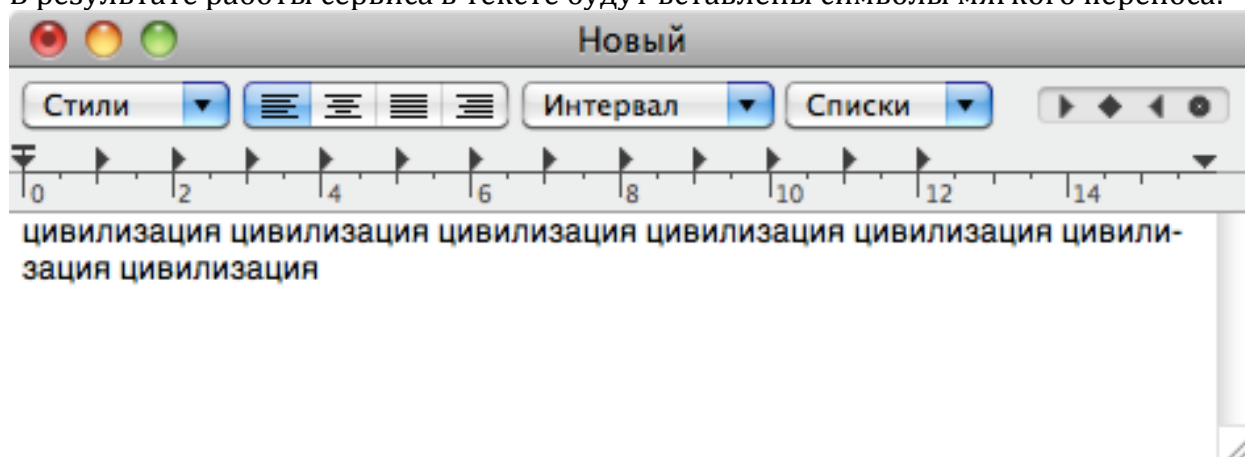 В результате работы сервиса в тексте будут вставлены символы мягкого переноса.
Новый
Стили Интервал Списки
0 2 4 6 8 10 12 14
цивилизация цивилизация цивилизация цивилизация цивилизация цивили-
зация цивилизация